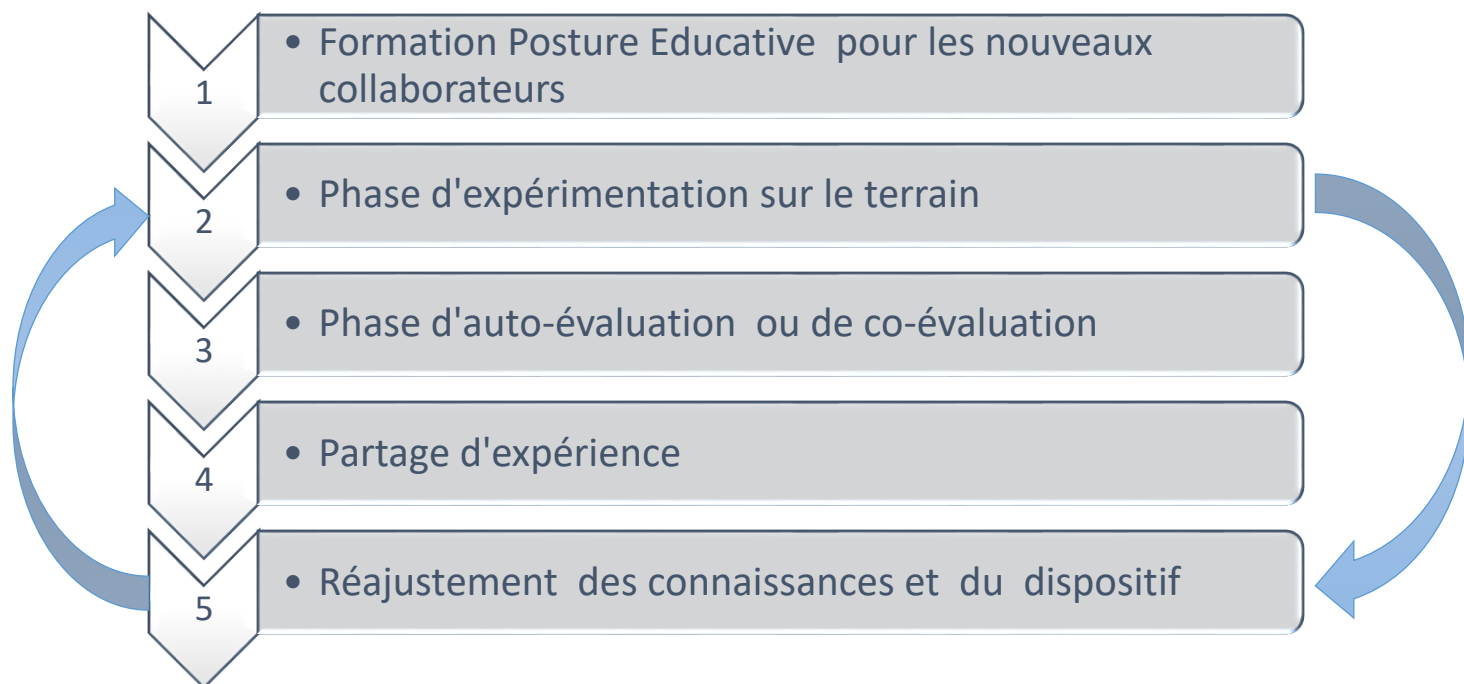 1
• Formation Posture Educative pour les nouveaux
collaborateurs
2
• Phase d'expérimentation sur le terrain
3
• Phase d'auto-évaluation ou de co-évaluation
4
• Partage d'expérience
5
• Réajustement des connaissances et du dispositif